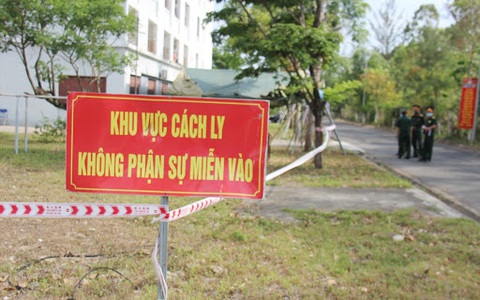 KHU VỰC CÁCH LY
KHÔNG PHẬN SỰ MIỄN VÀO